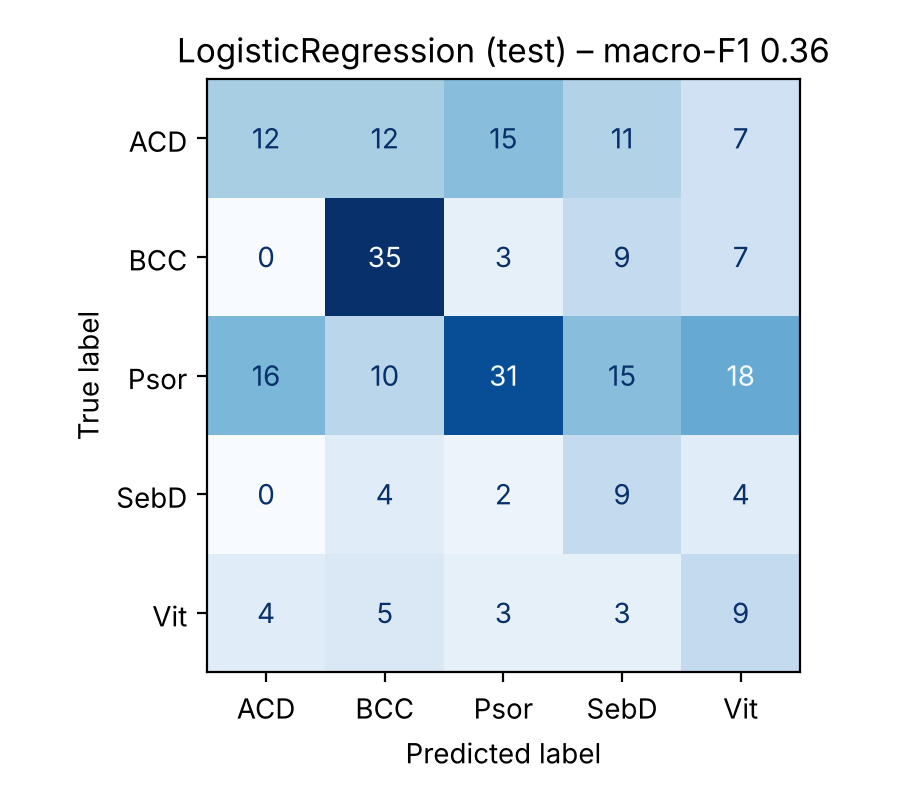 LogisticRegression (test) – macro-F1 0.36
True label
ACD 12 12 15 11 7
BCC 0 35 3 9 7
Psor 16 10 31 15 18
SebD 0 4 2 9 4
Vit 4 5 3 3 9
ACD BCC Psor SebD Vit
Predicted label